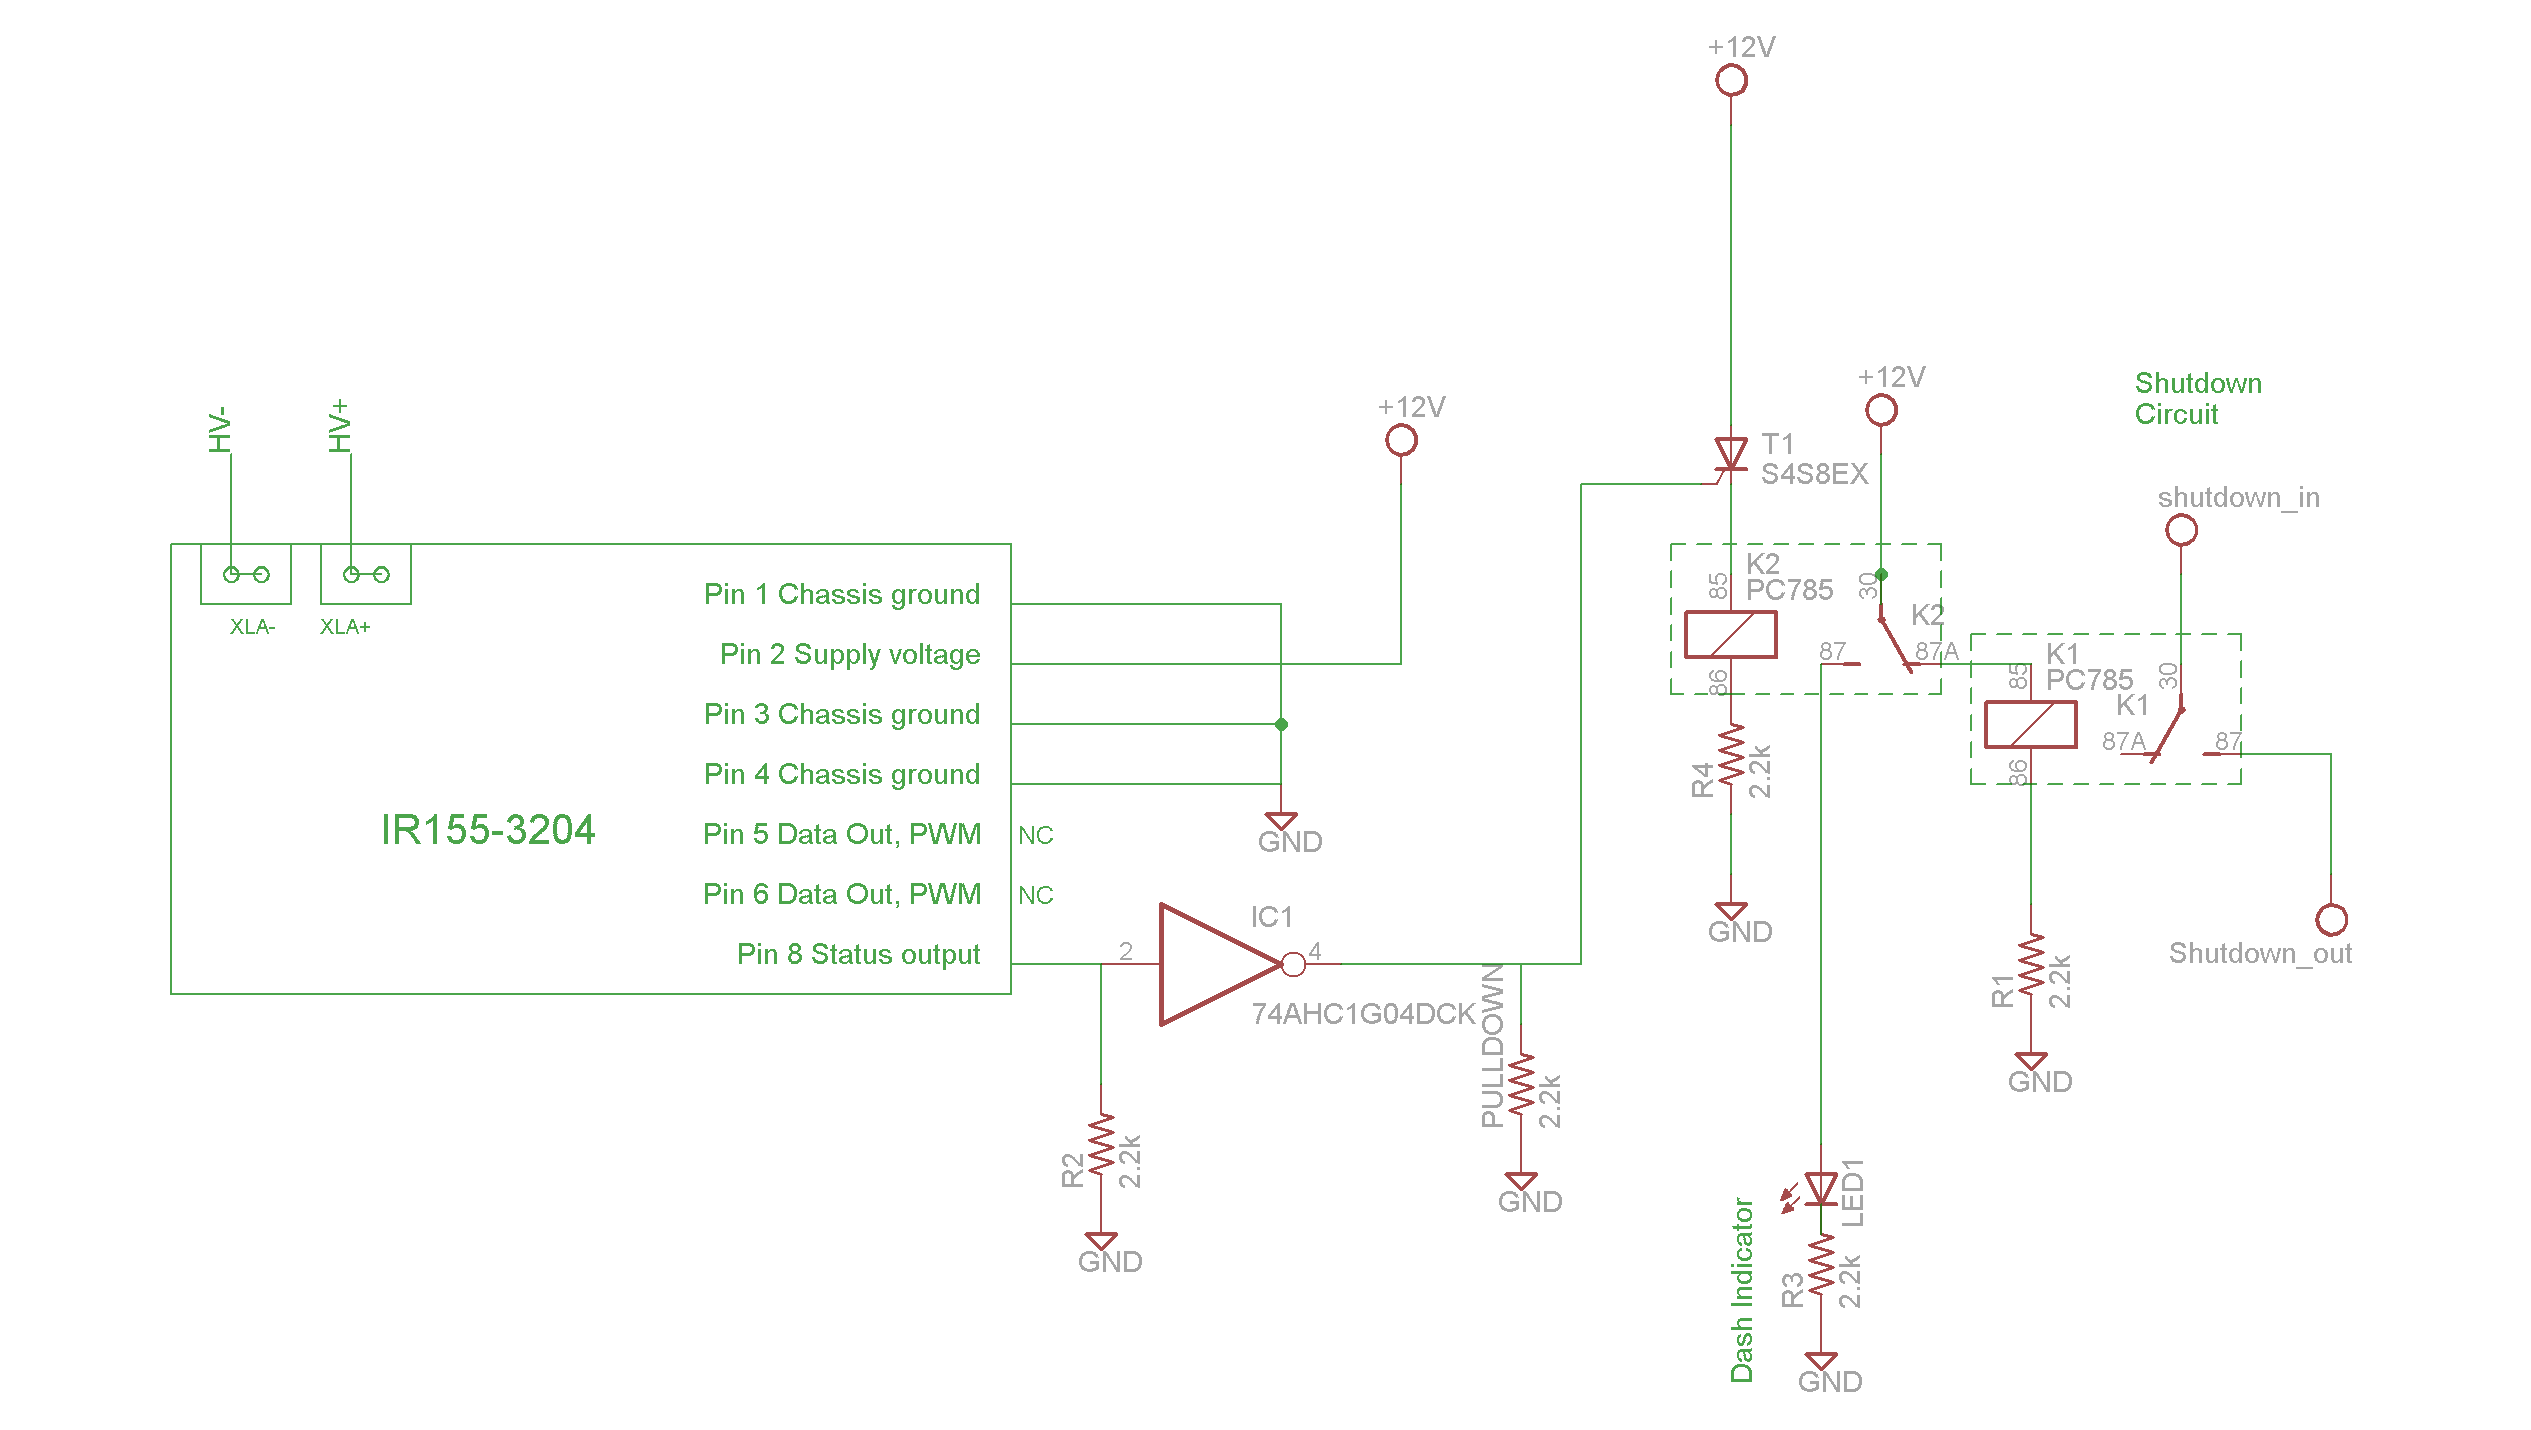 +12V
T1
S4S8EX
+12V
+12V
Shutdown
Circuit
shutdown_in
HV-
HV+
XLA-
XLA+
Pin 1 Chassis ground
Pin 2 Supply voltage
Pin 3 Chassis ground
Pin 4 Chassis ground
Pin 5 Data Out, PWM
NC
Pin 6 Data Out, PWM
NC
Pin 8 Status output
IR155-3204
GND
2
IC1
4
74AHC1G04DCK
R2
2.2k
GND
PULLDOWN
2.2k
GND
K2
PC785
85
86
30
K2
87
87A
R4
2.2k
GND
K1
PC785
85
86
K1
30
87A
87
R1
2.2k
GND
Shutdown_out
Dash Indicator
LED1
R3
2.2k
GND